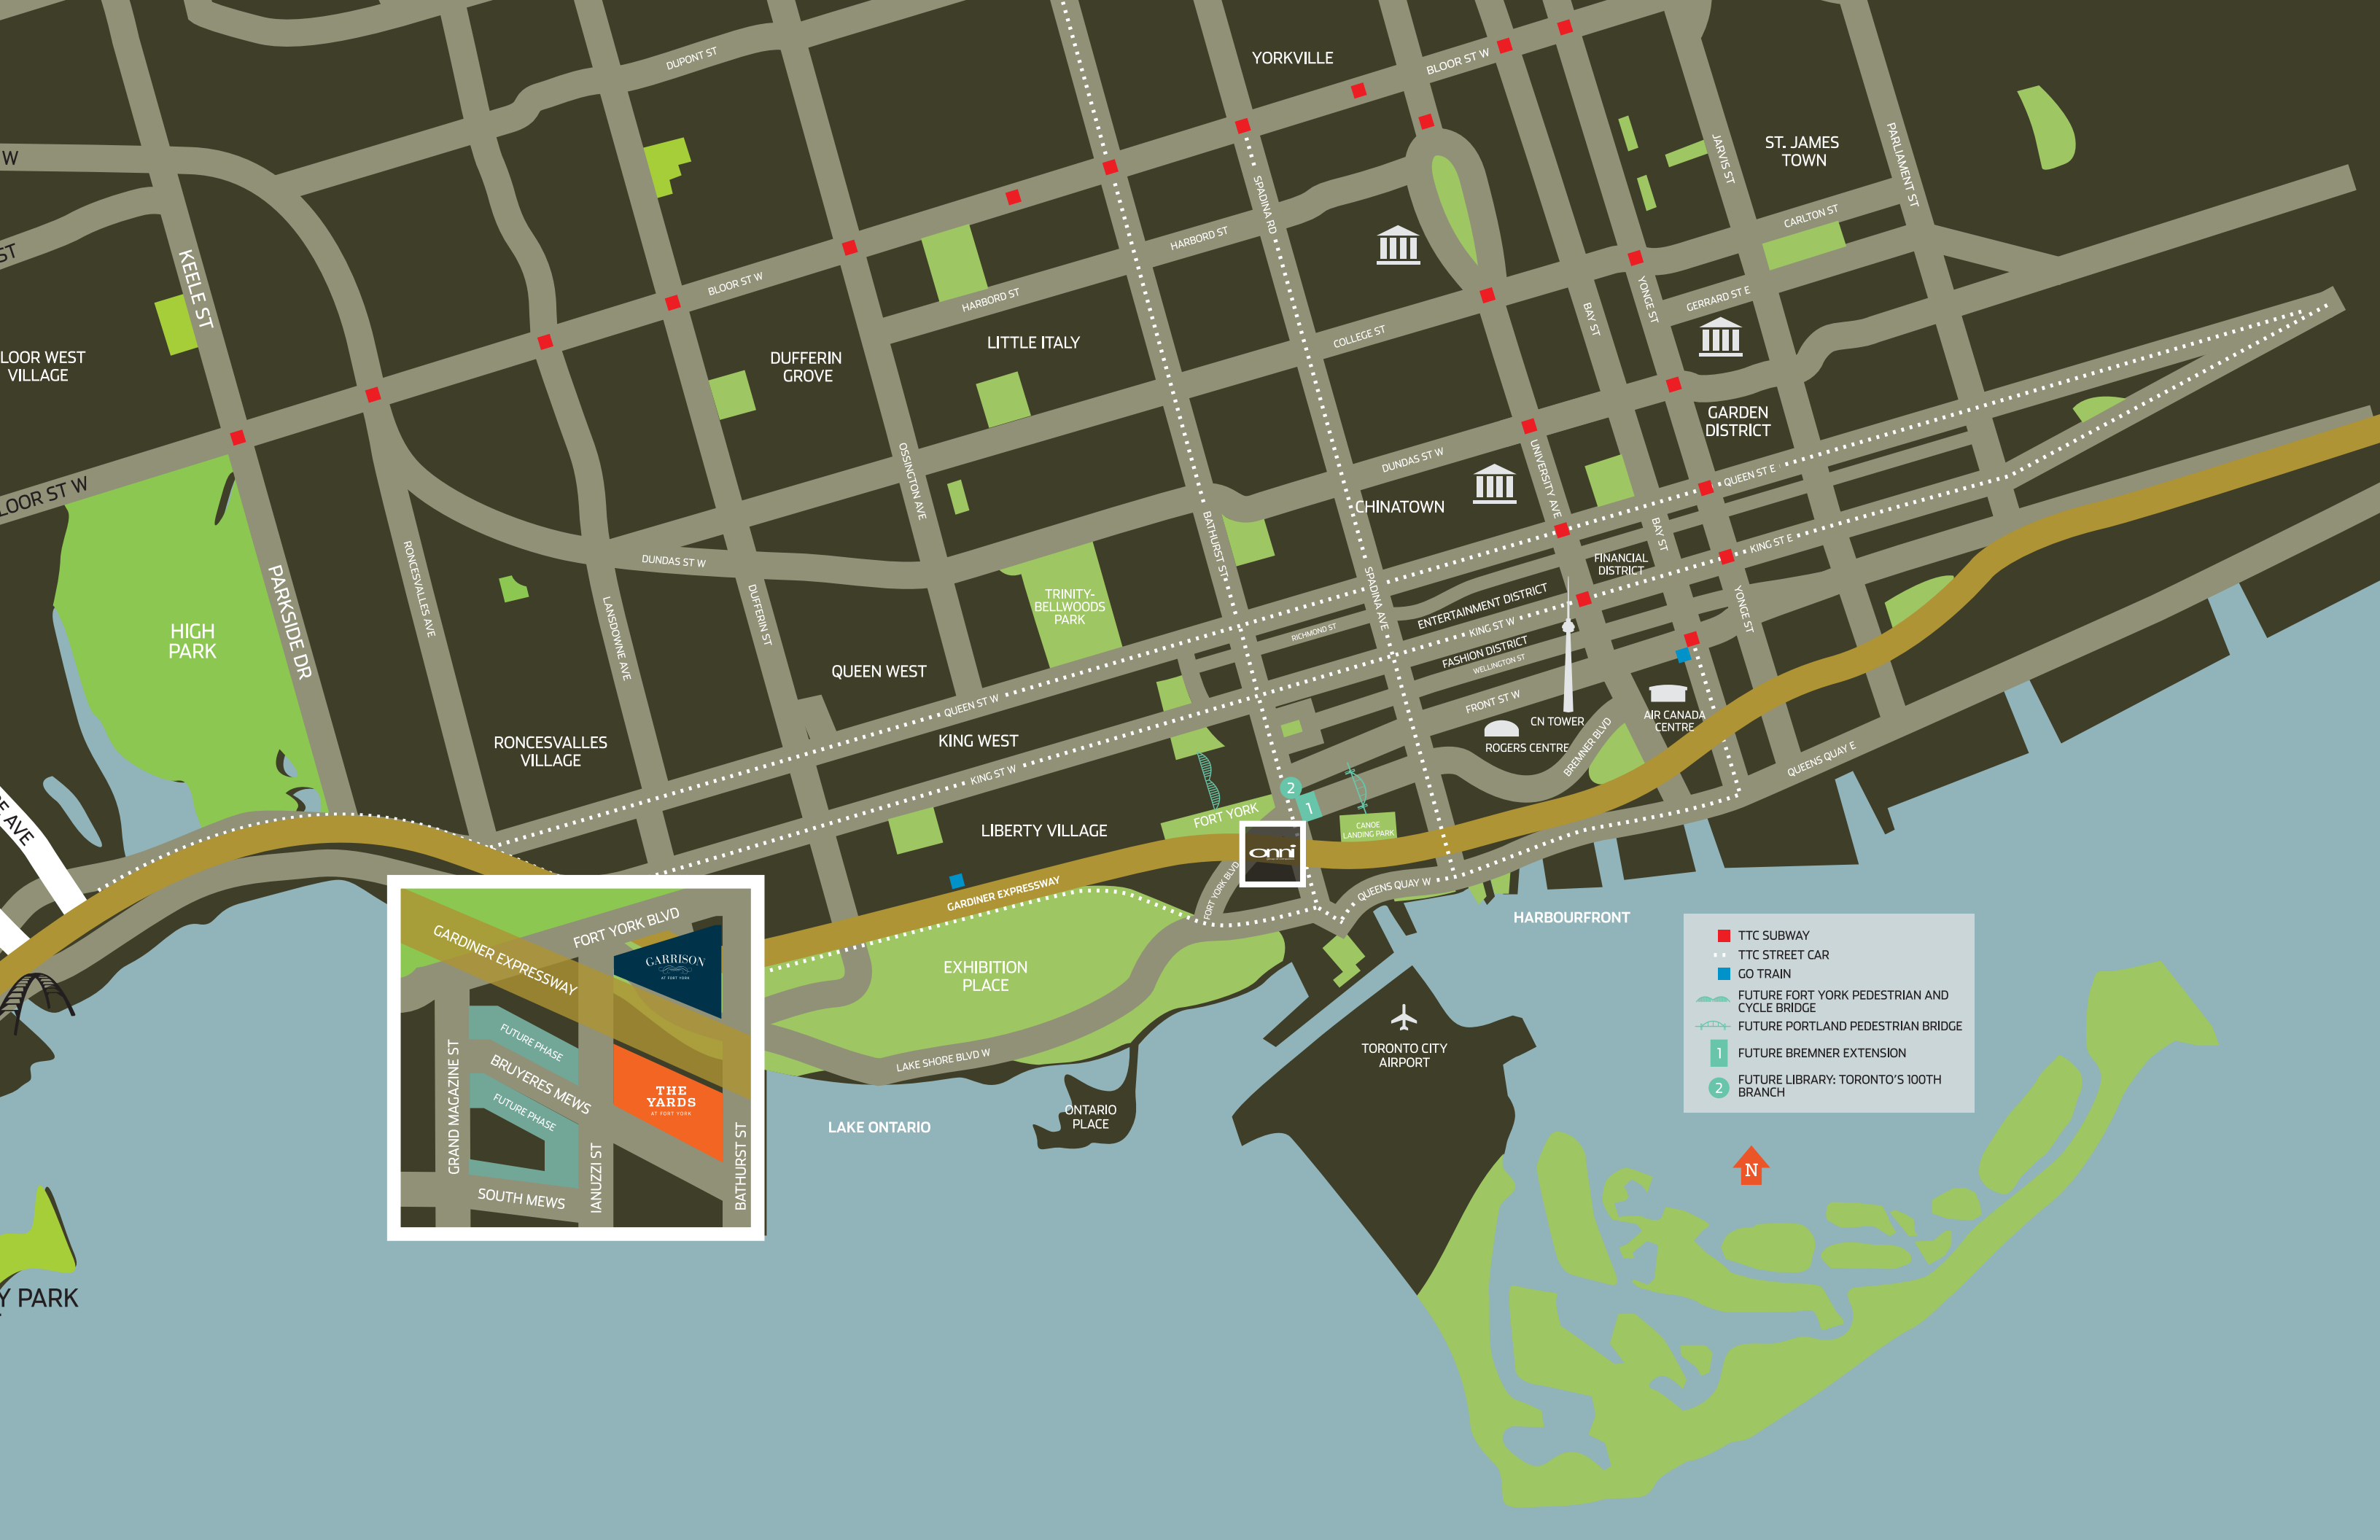 DUPONT ST
YORKVILLE
BLOOR ST W
W
ST
KEELE ST
LOOR WEST
VILLAGE
LOOR ST W
BLOOR ST W
HARBORD ST
HARBORD ST
SPADINA RD
JARVIS ST
ST. JAMES
TOWN
PARLIAMENT ST
CARLTON ST
GERRARD ST E
YONGE ST
BAY ST
COLLEGE ST
LITTLE ITALY
DUFFERIN
GROVE
OSSINGTON AVE
DUNDAS ST W
CHINATOWN
UNIVERSITY AVE
GARDEN
DISTRICT
QUEEN ST E
BAY ST
KING ST E
FINANCIAL
DISTRICT
YONGE ST
HIGH
PARK
PARKSIDE DR
RONCESVALLES AVE
LANSDOWNE AVE
DUNDAS ST W
DUFFERIN ST
TRINITY-
BELLWOODS
PARK
BATHURST ST
SPADINA AVE
RICHMOND ST
ENTERTAINMENT DISTRICT
KING ST W
FASHION DISTRICT
WELLINGTON ST
FRONT ST W
QUEEN WEST
QUEEN ST W
KING WEST
KING ST W
RONCESVALLES
VILLAGE
CN TOWER
ROGERS CENTRE
BREMNER BLVD
AIR CANADA
CENTRE
QUEENS QUAY E
LIBERTY VILLAGE
FORT YORK
2
1
CANOE
LANDING PARK
onni
FORT YORK BLVD
GARDINER EXPRESSWAY
QUEENS QUAY W
HARBOURFRONT
E AVE
EXHIBITION
PLACE
LAKE SHORE BLVD W
ONTARIO
PLACE
LAKE ONTARIO
TORONTO CITY
AIRPORT
FORT YORK BLVD
GARDINER EXPRESSWAY
GARRISON
AT FORT YORK
FUTURE PHASE
BRUYERES MEWS
FUTURE PHASE
THE
YARDS
AT FORT YORK
GRAND MAGAZINE ST
SOUTH MEWS
IANUZZI ST
BATHURST ST
TTC SUBWAY
TTC STREET CAR
GO TRAIN
FUTURE FORT YORK PEDESTRIAN AND
CYCLE BRIDGE
FUTURE PORTLAND PEDESTRIAN BRIDGE
1 FUTURE BREMNER EXTENSION
2 FUTURE LIBRARY: TORONTO'S 100TH
BRANCH
N
Y PARK